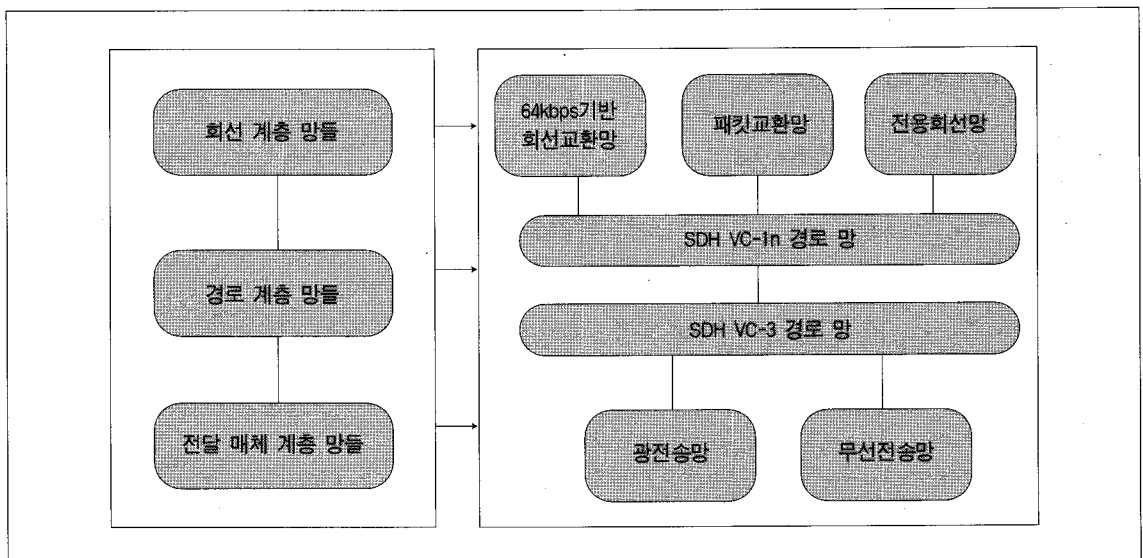 회선 계층 망들
경로 계층 망들
전달 매체 계층 망들
64kbps기반
회선교환망
패킷교환망
전용회선망
SDH VC-1n 경로 망
SDH VC-3 경로 망
광전송망
무선전송망